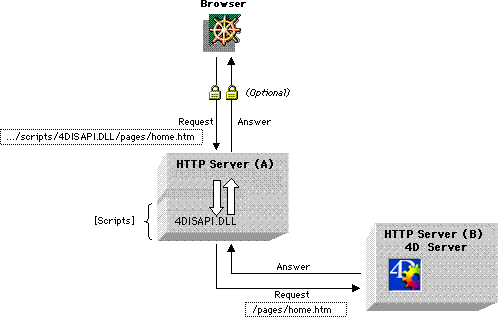 Browser
(Optional)
Request
Answer
.../scripts/4DISAPI.DLL/pages/home.htm
HTTP Server (A)
[Scripts]
4DISAPI.DLL
HTTP Server (B)
4D Server
4D
Answer
Request
/pages/home.htm